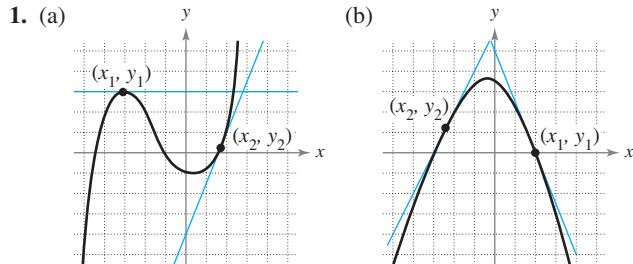 1. (a)
y
(x₁, y₁)
(x₂, y₂)
x
(b)
y
(x₂, y₂)
(x₁, y₁)
x